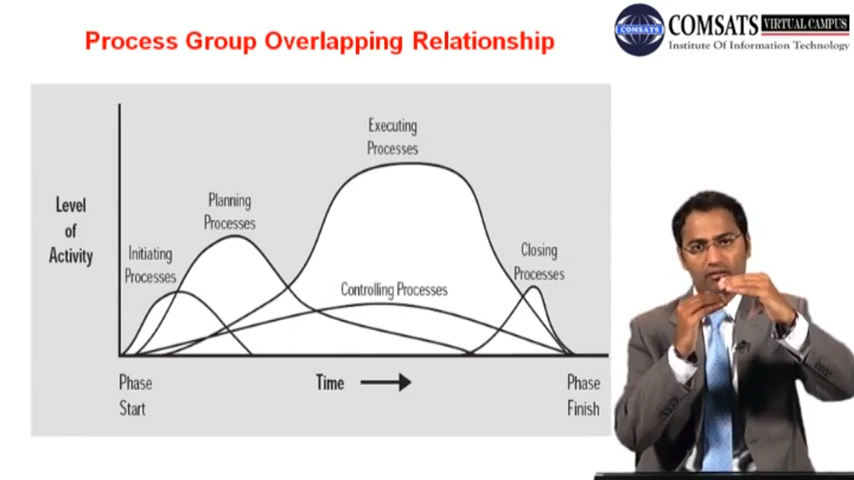 Process Group Overlapping Relationship
COMSATS
COMSATS
VIRTUAL CAMPUS
Institute Of Information Technology
Executing
Processes
Planning
Processes
Level
of
Activity
Initiating
Processes
Closing
Processes
Controlling Processes
Phase
Start
Time
Phase
Finish